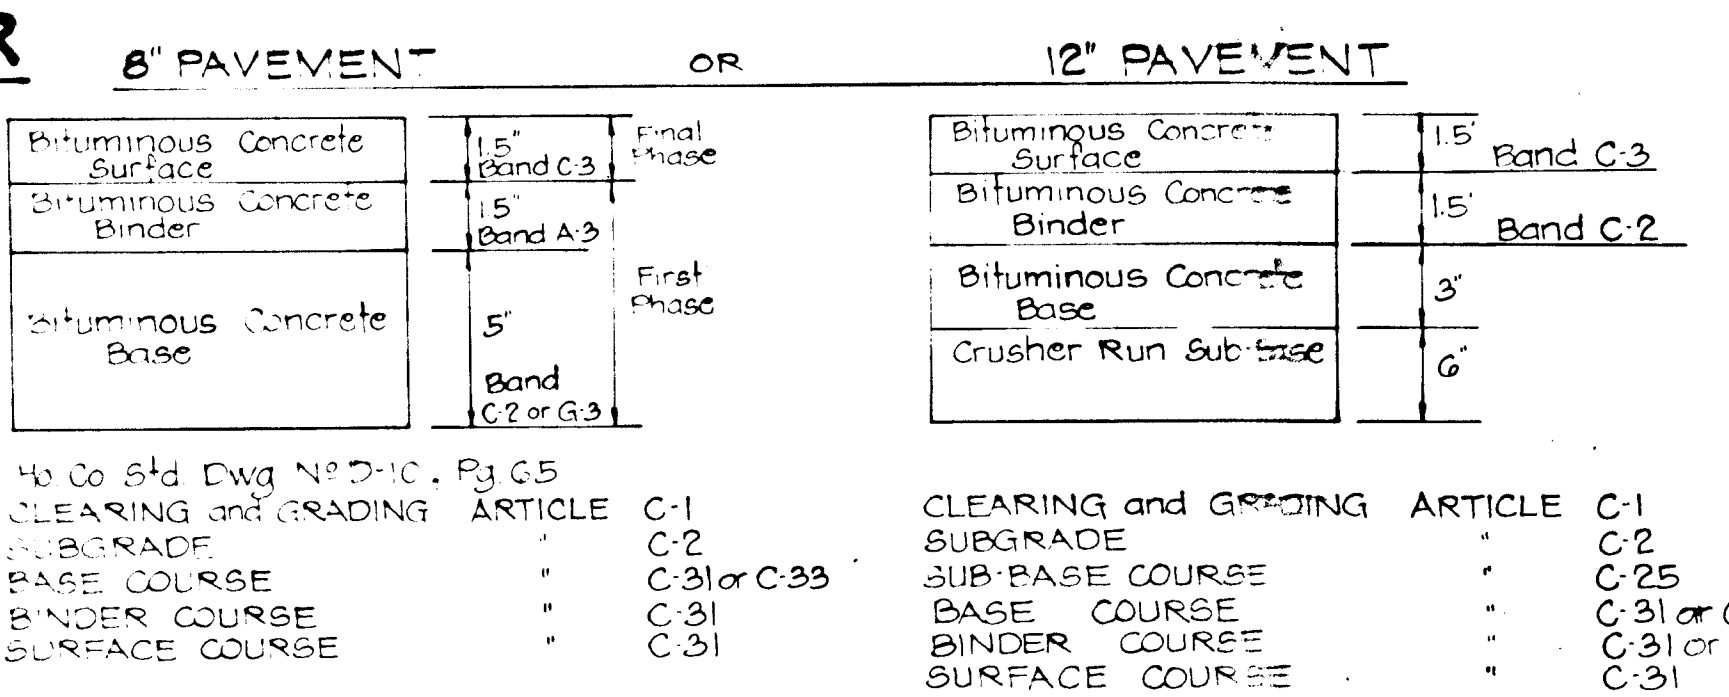 R
8" PAVEMENT OR 12" PAVEMENT
Bituminous Concrete
Surface
1.5"
Band C-3
Final
Phase
Bituminous Concrete
Binder
1.5"
Band A-3
Bituminous Concrete
Base
5"
Band
C-2 or G-3
First
Phase
Bituminous Concrete
Surface
1.5'
Band C-3
Bituminous Concrete
Binder
1.5'
Band C-2
Bituminous Concrete
Base
3"
Crusher Run Sub-base
6"
Co Std. Dwg Nº Pg. 65
CLEARING and GRADING ARTICLE C-1
SUBGRADE " C-2
BASE COURSE " C-31 or C-33
BINDER COURSE " C-31
SURFACE COURSE " C-31
CLEARING and GRADING ARTICLE C-1
SUBGRADE " C-2
SUB-BASE COURSE " C-25
BASE COURSE " C-31 or
BINDER COURSE " C-31 or
SURFACE COURSE " C-31